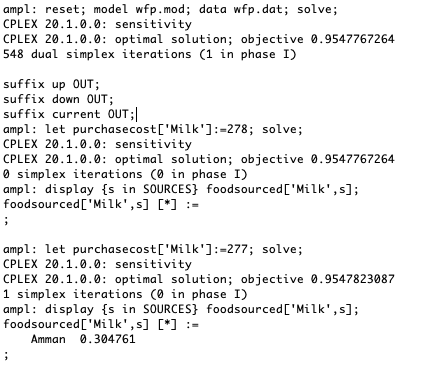 ampl: reset; model wfp.mod; data wfp.dat; solve;
CPLEX 20.1.0.0: sensitivity
CPLEX 20.1.0.0: optimal solution; objective 0.9547767264
548 dual simplex iterations (1 in phase I)

suffix up OUT;
suffix down OUT;
suffix current OUT;
ampl: let purchasecost['Milk']:=278; solve;
CPLEX 20.1.0.0: sensitivity
CPLEX 20.1.0.0: optimal solution; objective 0.9547767264
0 simplex iterations (0 in phase I)
ampl: display {s in SOURCES} foodsourced['Milk',s];
foodsourced['Milk',s] [*] :=
;

ampl: let purchasecost['Milk']:=277; solve;
CPLEX 20.1.0.0: sensitivity
CPLEX 20.1.0.0: optimal solution; objective 0.9547823087
1 simplex iterations (0 in phase I)
ampl: display {s in SOURCES} foodsourced['Milk',s];
foodsourced['Milk',s] [*] :=
    Amman  0.304761
;